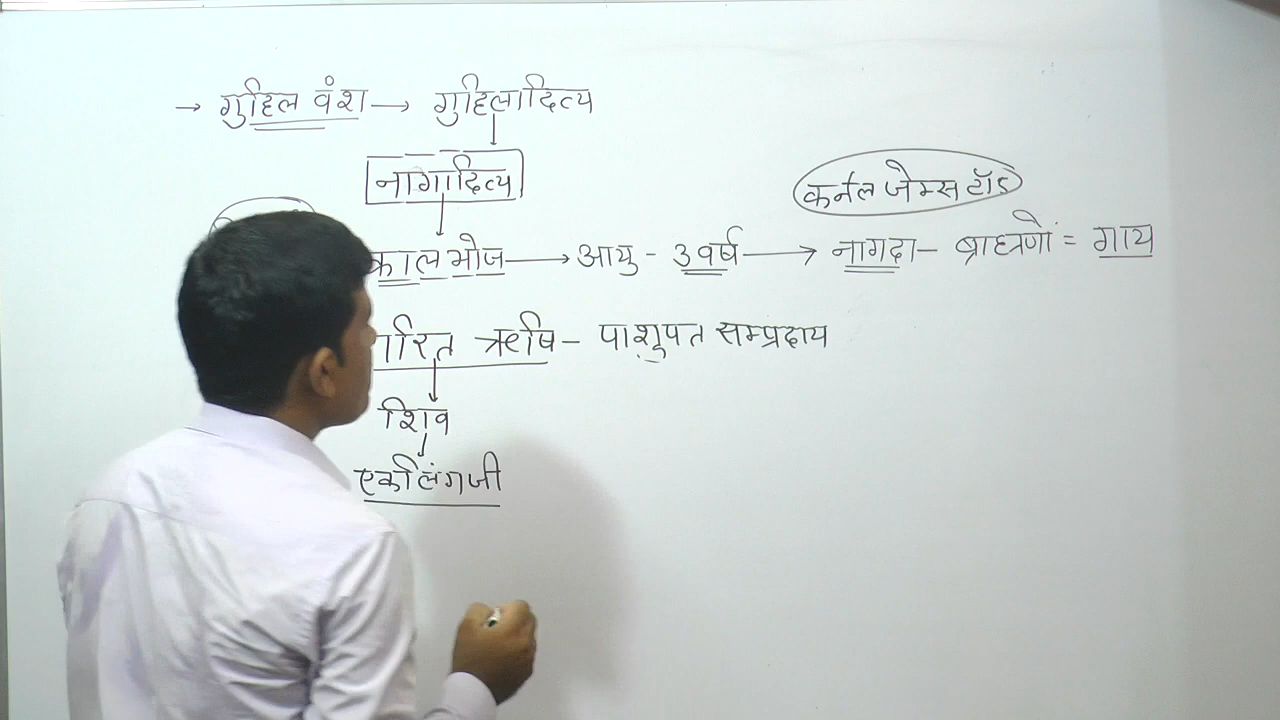 → गुहिल वंश → गुहिलादित्य
नागादित्य
कर्नल जेम्स टॉड
कालभोज → आयु - 3 वर्ष → नागदा - ब्राह्मणों = गाय
ारित ऋषि - पाशुपत सम्प्रदाय
शिव
एकलिंगजी